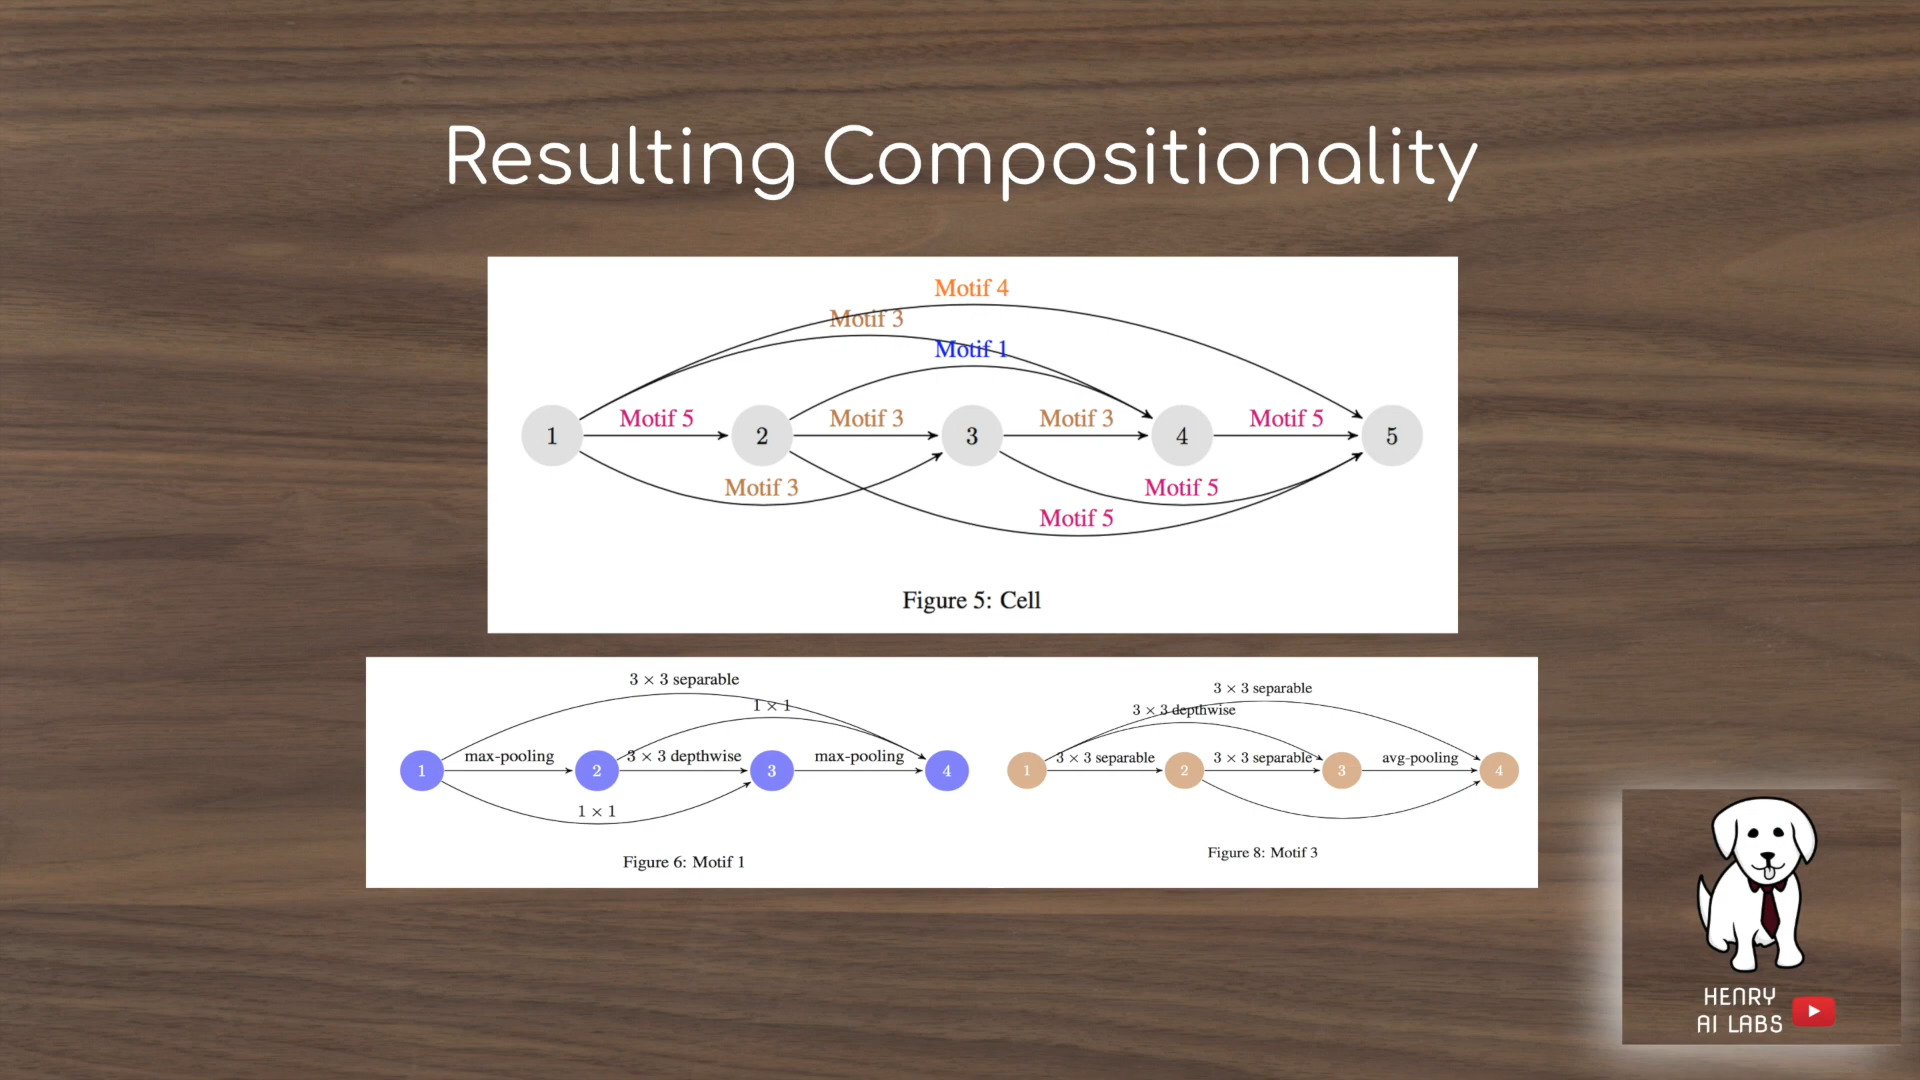 Resulting Compositionality
Motif 4
Motif 3
Motif 1
Motif 5
Motif 3
Motif 3
Motif 5
1
2
3
4
5
Motif 3
Motif 5
Motif 5
Figure 5: Cell
3 × 3 separable
1 × 1
max-pooling
3 × 3 depthwise
max-pooling
1
2
3
4
1 × 1
Figure 6: Motif 1
3 × 3 separable
3 × 3 depthwise
3 × 3 separable
3 × 3 separable
avg-pooling
1
2
3
4
Figure 8: Motif 3
HENRY
AI LABS